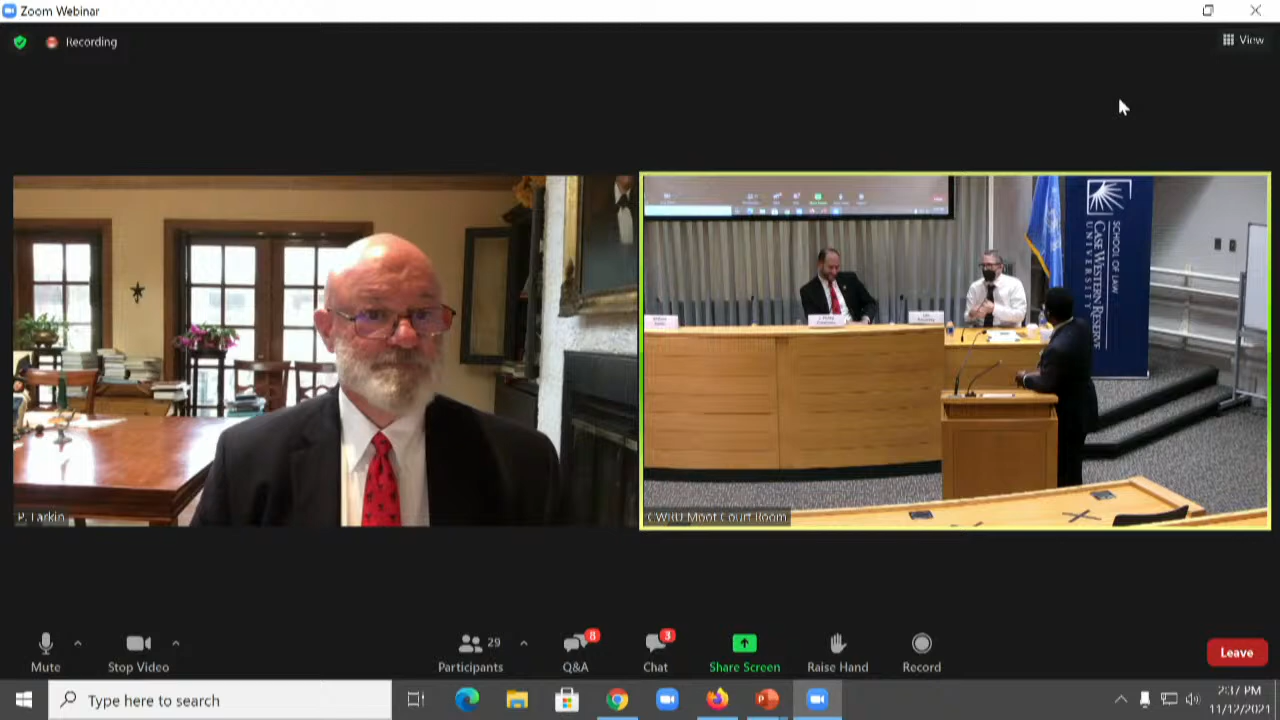 Zoom Webinar
Recording
View
SCHOOL OF LAW
CASE WESTERN RESERVE
UNIVERSITY
P. Larkin
CWRU Moot Court Room
Mute
Stop Video
29
Participants
8
Q&A
3
Chat
Share Screen
Raise Hand
Record
Leave
Type here to search
2:37 PM
11/12/2021